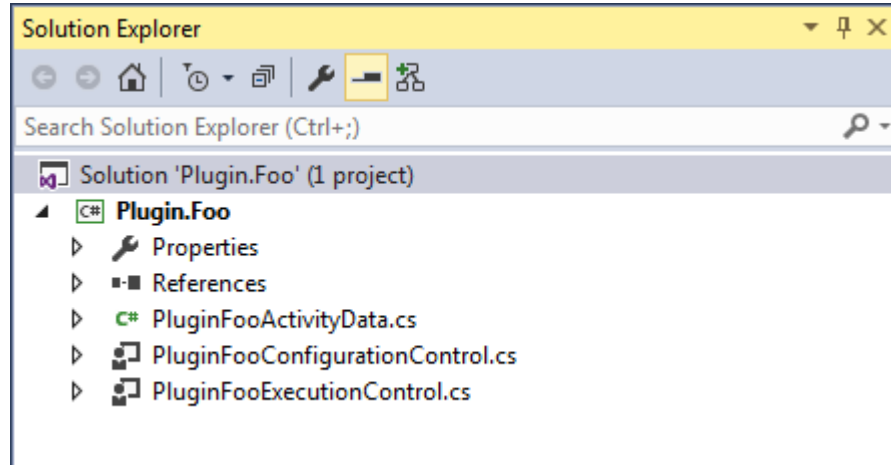 Solution Explorer
Search Solution Explorer (Ctrl+;)
Solution 'Plugin.Foo' (1 project)
C# Plugin.Foo
Properties
References
C# PluginFooActivityData.cs
PluginFooConfigurationControl.cs
PluginFooExecutionControl.cs